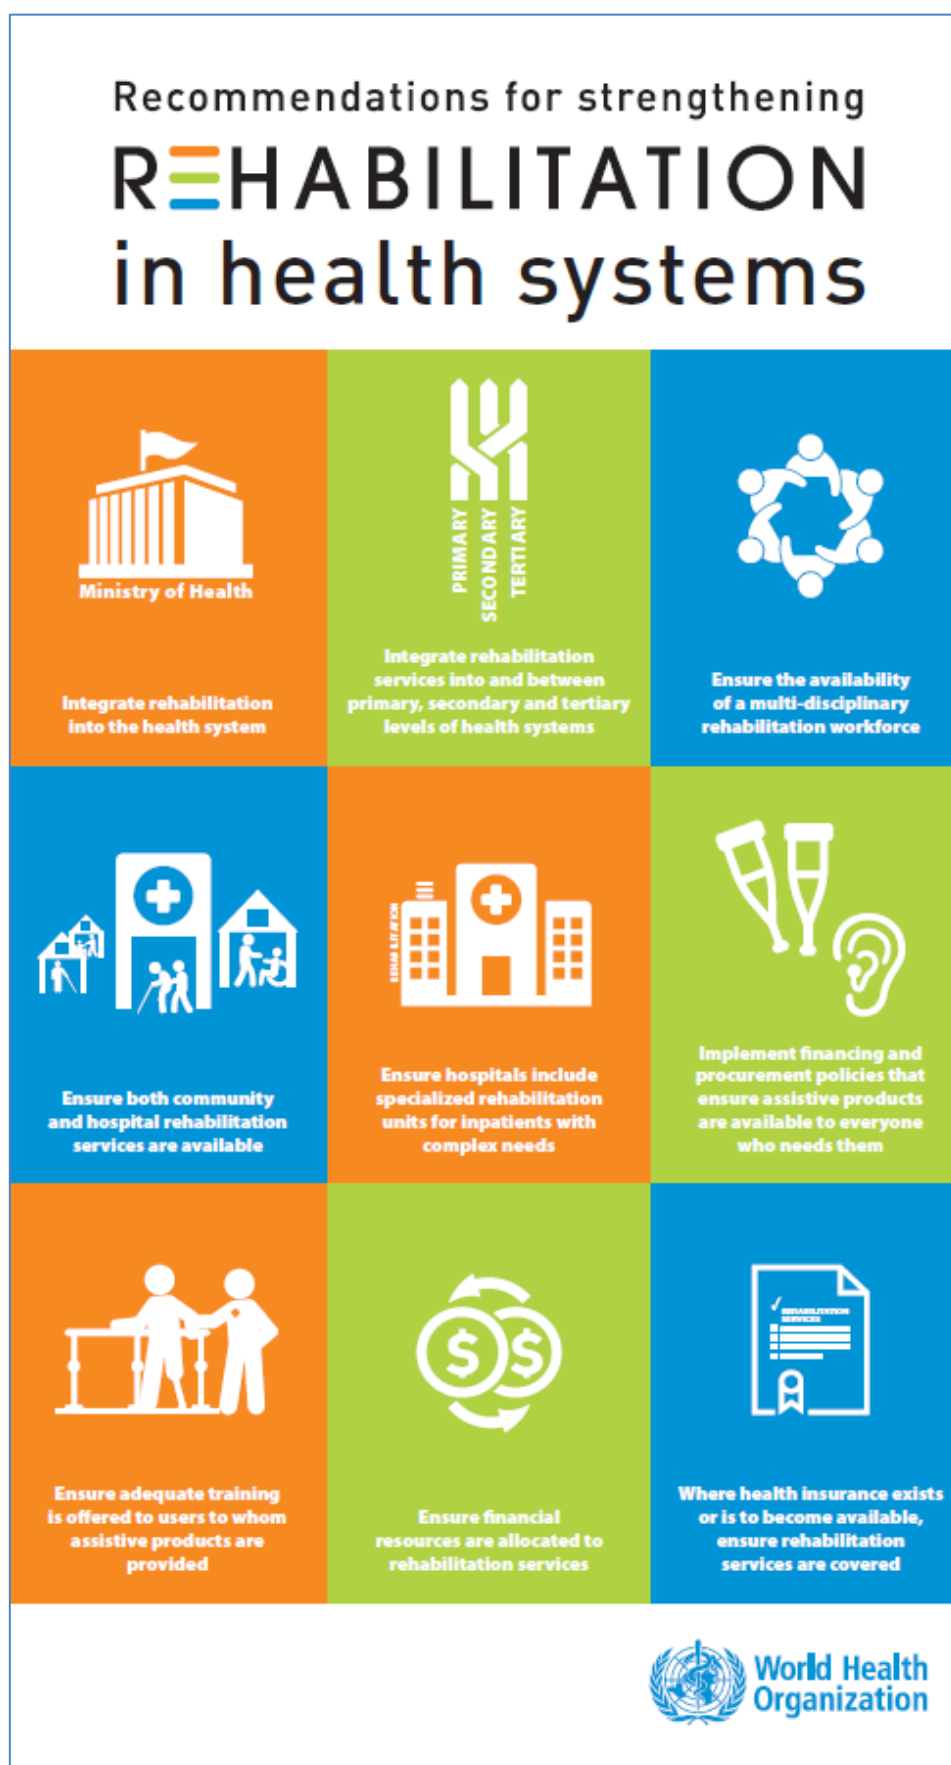 Recommendations for strengthening
REHABILITATION
in health systems
Ministry of Health
Integrate rehabilitation
into the health system
PRIMARY
SECONDARY
TERTIARY
Integrate rehabilitation
services into and between
primary, secondary and tertiary
levels of health systems
Ensure the availability
of a multi-disciplinary
rehabilitation workforce
Ensure both community
and hospital rehabilitation
services are available
REHABILITATION
Ensure hospitals include
specialized rehabilitation
units for inpatients with
complex needs
Implement financing and
procurement policies that
ensure assistive products
are available to everyone
who needs them
Ensure adequate training
is offered to users to whom
assistive products are
provided
$ $
Ensure financial
resources are allocated to
rehabilitation services
REHABILITATION
SERVICES
Where health insurance exists
or is to become available,
ensure rehabilitation
services are covered
World Health
Organization